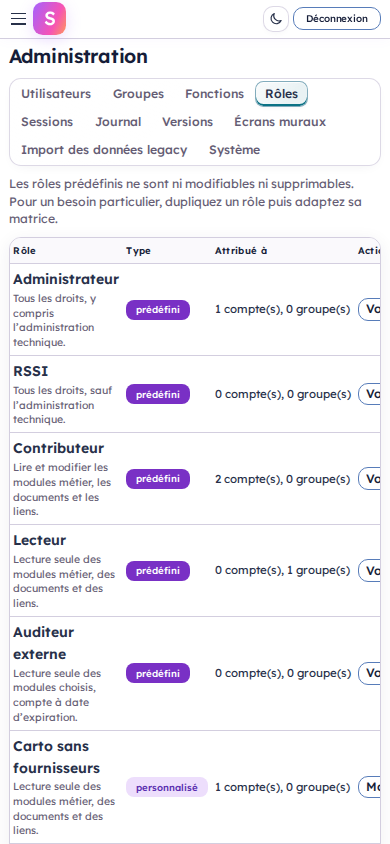 S
Déconnexion
Administration
Utilisateurs Groupes Fonctions Rôles
Sessions Journal Versions Écrans muraux
Import des données legacy Système
Les rôles prédéfinis ne sont ni modifiables ni supprimables.
Pour un besoin particulier, dupliquez un rôle puis adaptez sa
matrice.
Rôle Type Attribué à
Administrateur
Tous les droits, y
compris
l'administration
technique.
prédéfini 1 compte(s), 0 groupe(s)
RSSI
Tous les droits, sauf
l'administration
technique.
prédéfini 0 compte(s), 0 groupe(s)
Contributeur
Lire et modifier les
modules métier, les
documents et les
liens.
prédéfini 2 compte(s), 0 groupe(s)
Lecteur
Lecture seule des
modules métier, des
documents et des
liens.
prédéfini 0 compte(s), 1 groupe(s)
Auditeur
externe
Lecture seule des
modules choisis,
compte à date
d'expiration.
prédéfini 0 compte(s), 0 groupe(s)
Carto sans
fournisseurs
Lecture seule des
modules métier, des
documents et des
liens.
personnalisé 1 compte(s), 0 groupe(s)